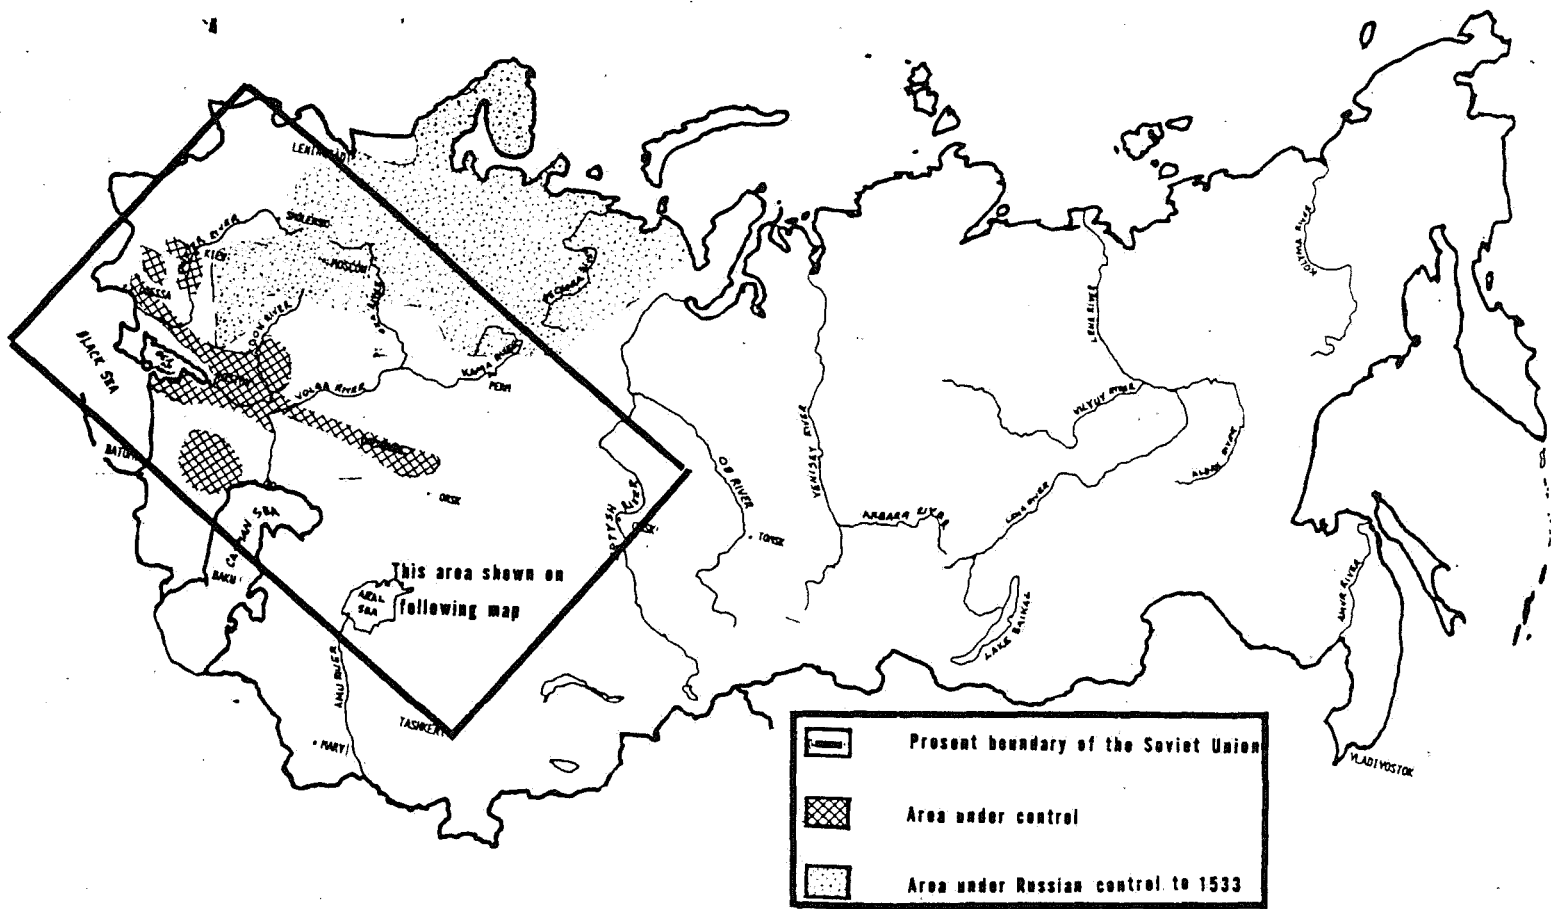 LENINGRAD
SMOLENSK
RIVER
KIEV
MOSCOW
ODESSA
DON RIVER
PECHORA RIVER
KAMA RIVER
PERM
VOLGA RIVER
BLACK SEA
BATUMI
ORSK
CASPIAN SEA
BAKU
ARAL
SEA
This area shown on
following map
AMU RIVER
TASHKENT
MARY
RIVER
OB RIVER
TOMSK
YENISEY RIVER
ANGARA RIVER
LENA RIVER
LENA RIVER
VILYUY RIVER
ALDAN RIVER
KOLYMA RIVER
LAKE BAIKAL
AMUR RIVER
VLADIVOSTOK
Present boundary of the Soviet Union
Area under control
Area under Russian control to 1533